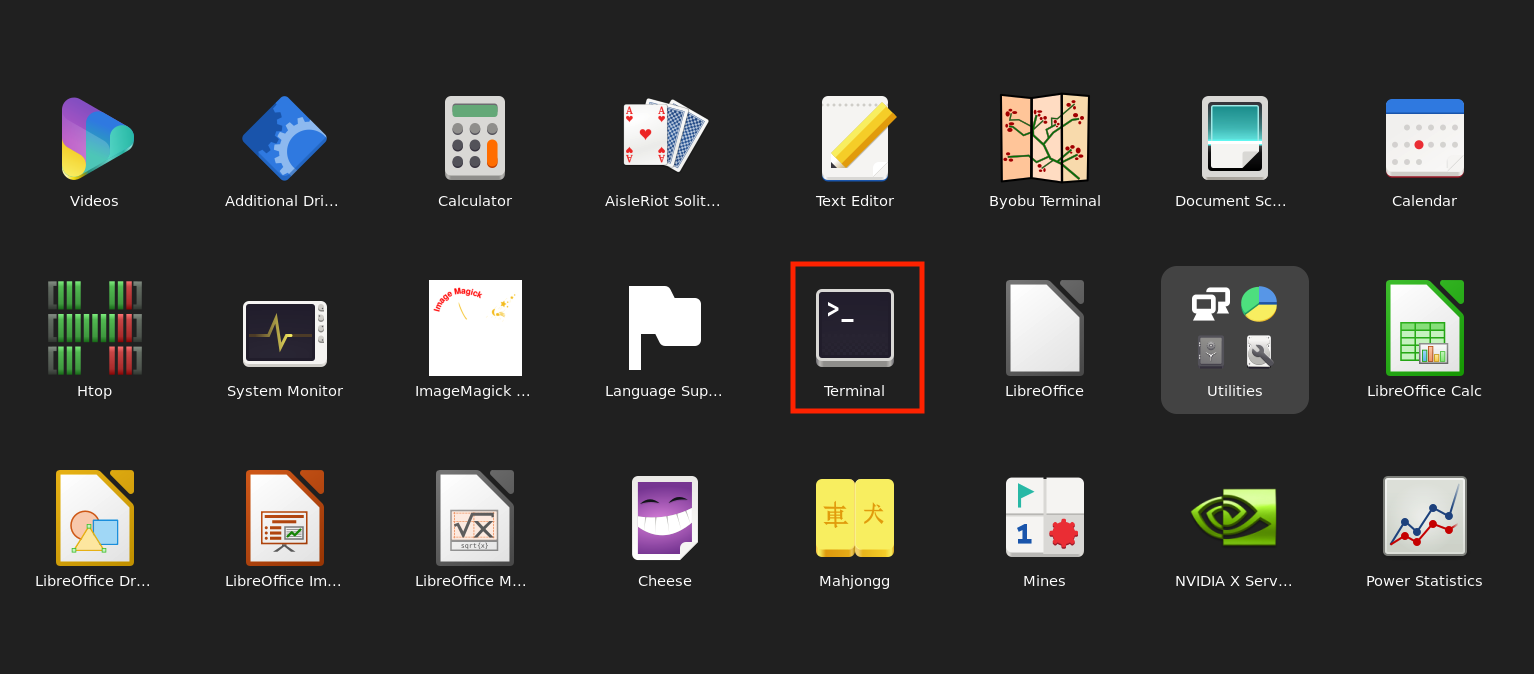 A A
A A
Videos
Additional Dri...
Calculator
AisleRiot Solit...
Text Editor
Byobu Terminal
Document Sc...
Calendar
Image Magick
>_
Htop
System Monitor
ImageMagick ...
Language Sup...
Terminal
LibreOffice
Utilities
LibreOffice Calc
√x
sqrt{x}
車 犬
1
LibreOffice Dr...
LibreOffice Im...
LibreOffice M...
Cheese
Mahjongg
Mines
NVIDIA X Serv...
Power Statistics